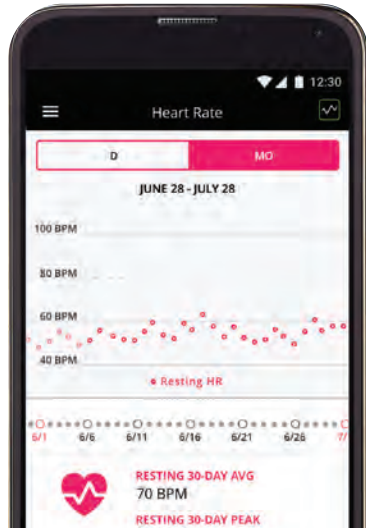 12:30
Heart Rate
D MO
JUNE 28 - JULY 28
100 BPM
80 BPM
60 BPM
40 BPM
Resting HR
6/1 6/6 6/11 6/16 6/21 6/26 7/
RESTING 30-DAY AVG
70 BPM
RESTING 30-DAY PEAK